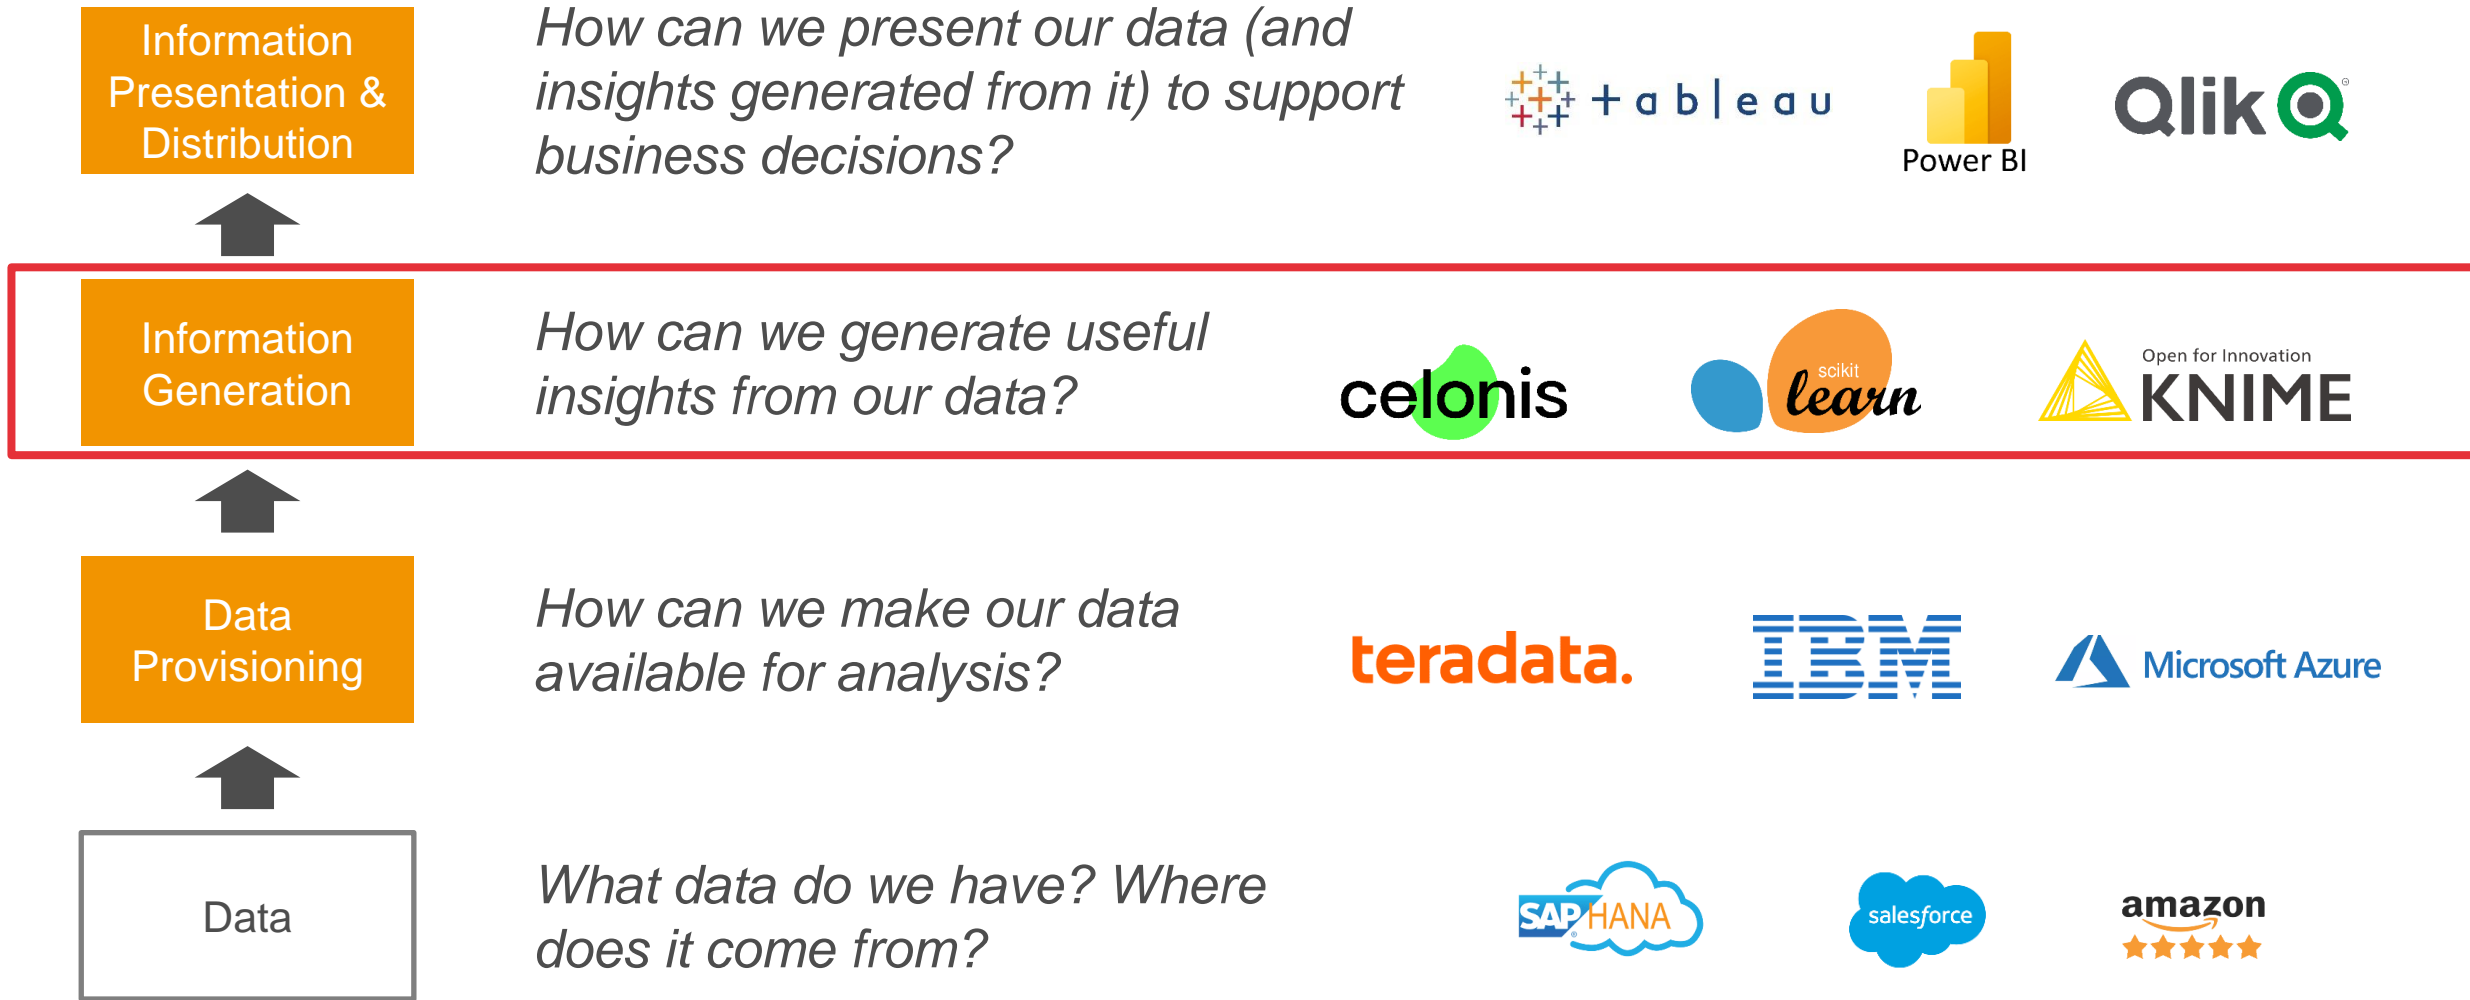 Information
Presentation &
Distribution
How can we present our data (and
insights generated from it) to support
business decisions?
+ableau
Power BI
Qlik
Information
Generation
How can we generate useful
insights from our data?
celonis
scikit
learn
Open for Innovation
KNIME
Data
Provisioning
How can we make our data
available for analysis?
teradata.
IBM
Microsoft Azure
Data
What data do we have? Where
does it come from?
SAP HANA
salesforce
amazon